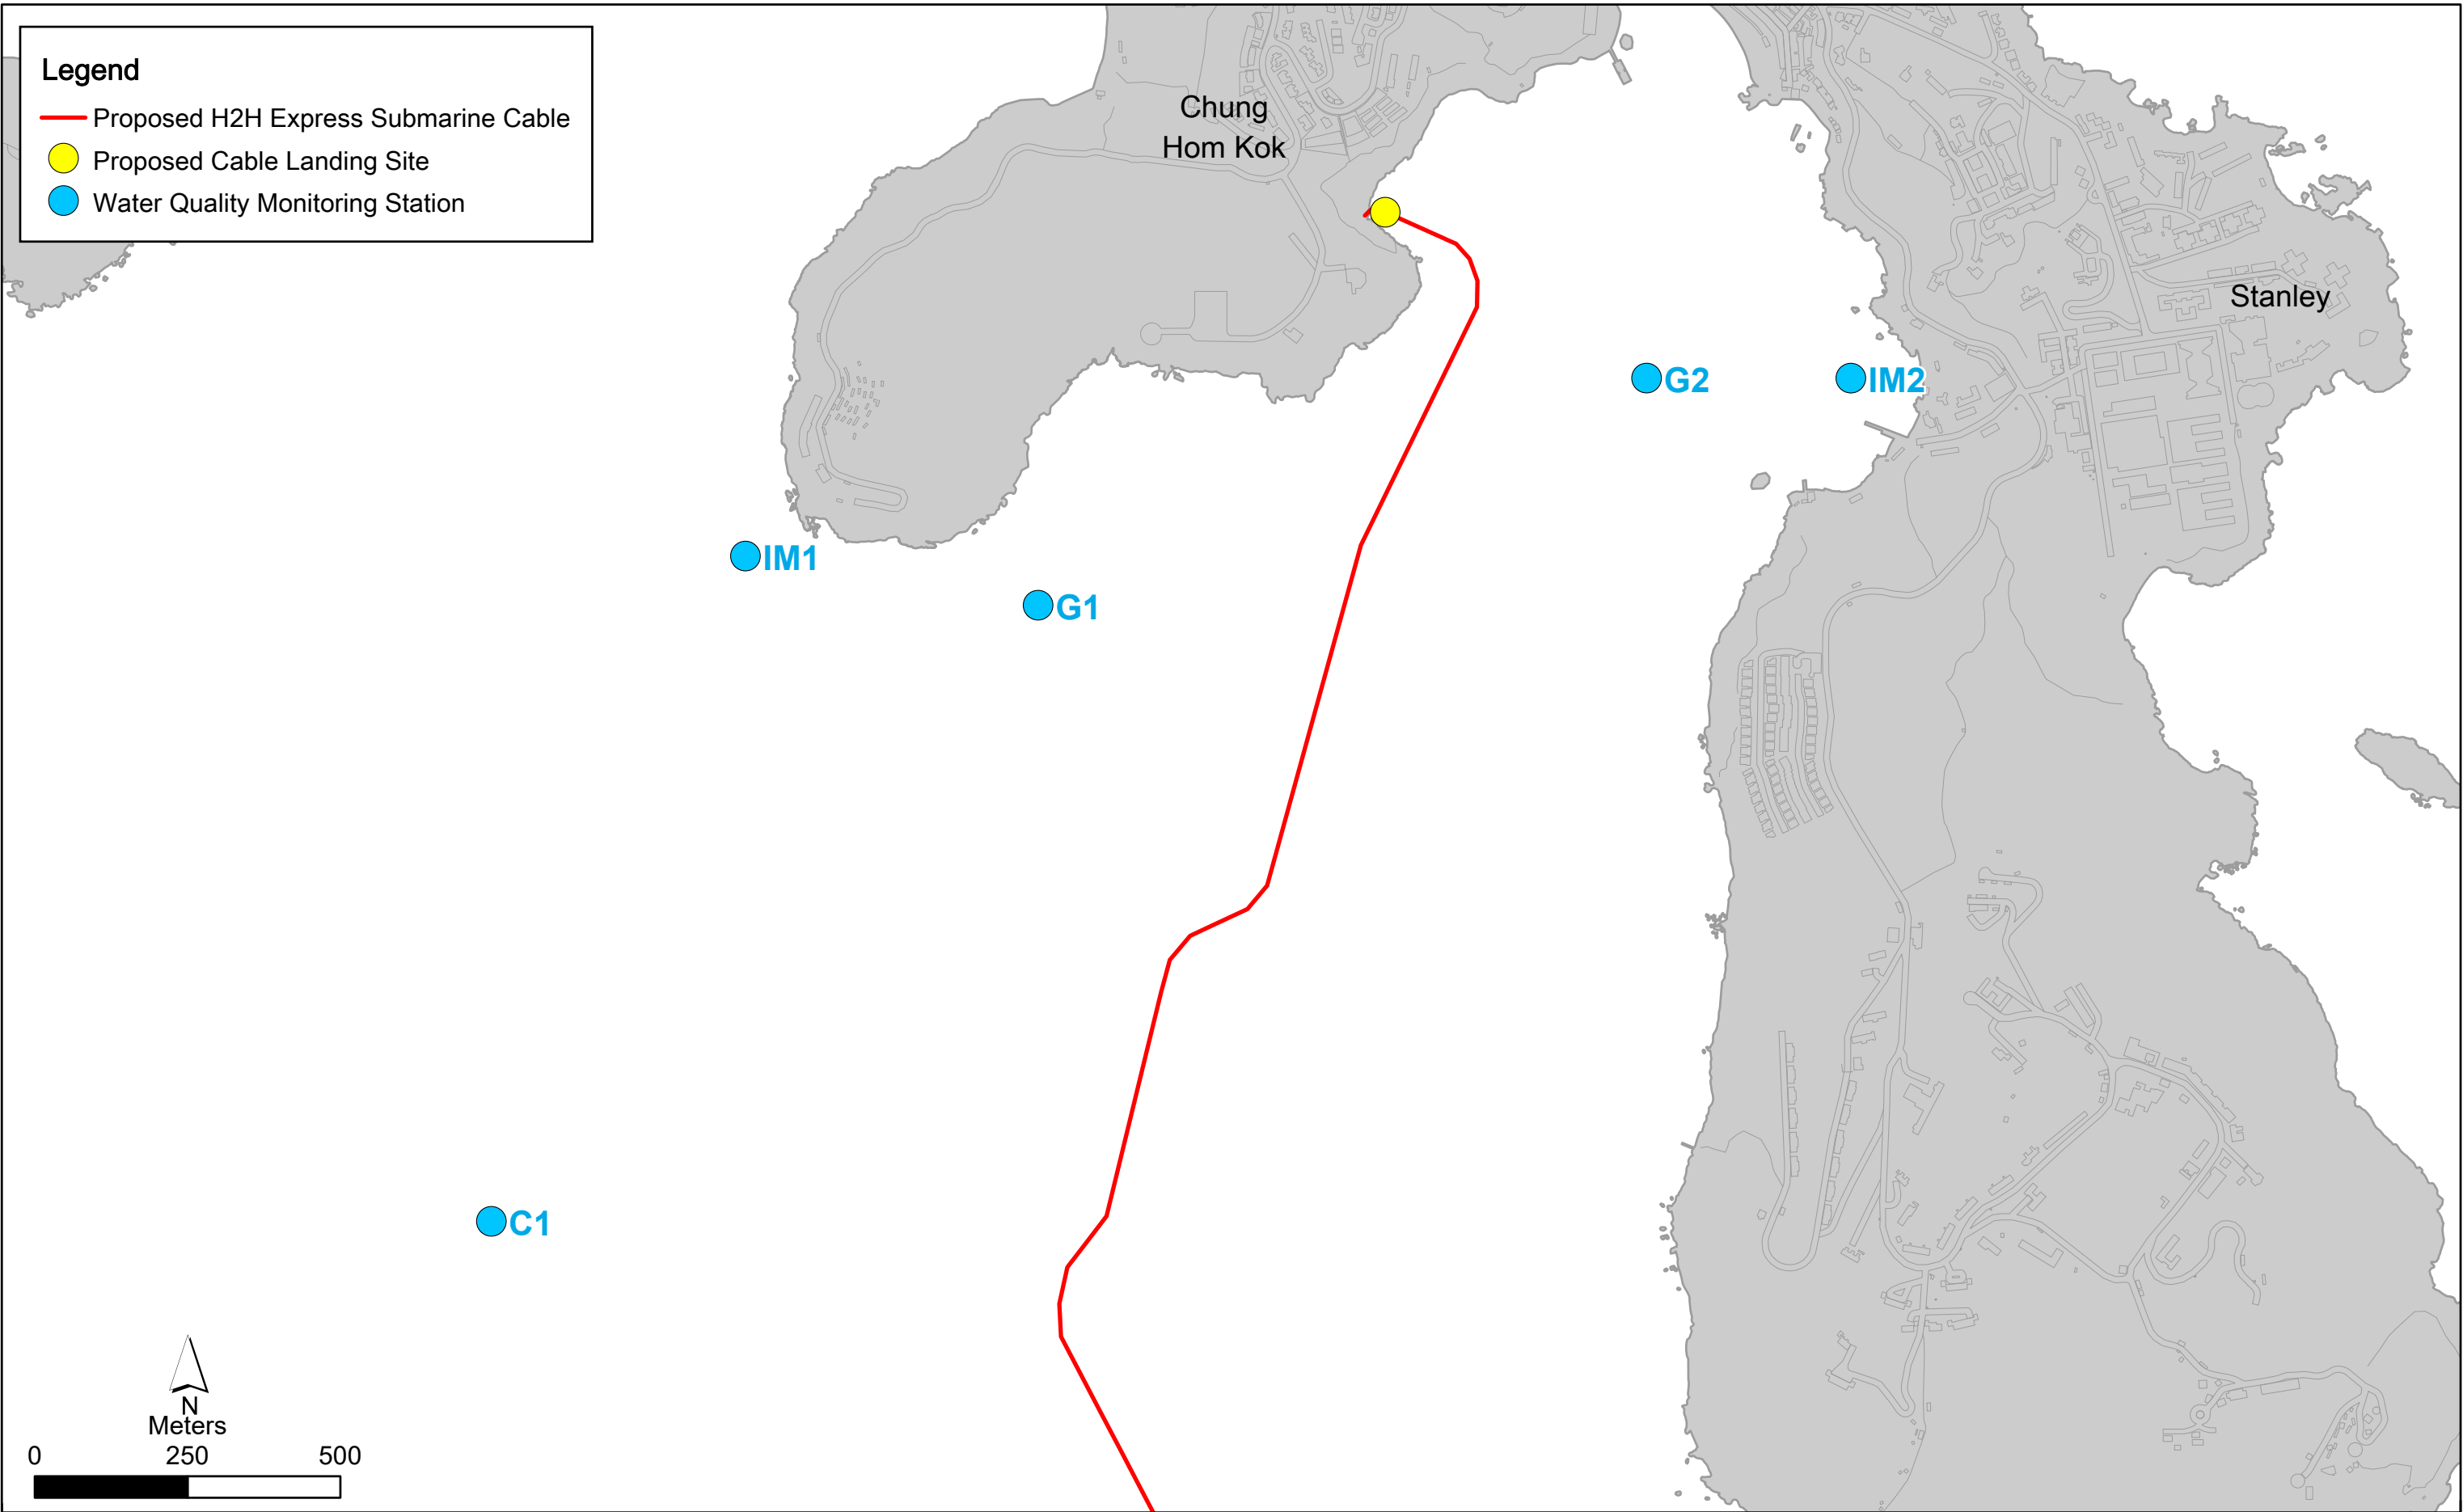 Legend
Proposed H2H Express Submarine Cable
Proposed Cable Landing Site
Water Quality Monitoring Station
Chung
Hom Kok
Stanley
G2
IM2
IM1
G1
C1
N
Meters
0 250 500